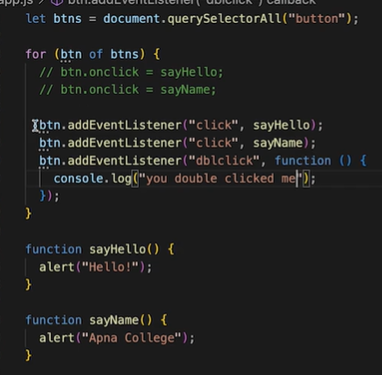 app.js > btn.addEventListener("dblclick") callback
let btns = document.querySelectorAll("button");
for (btn of btns) {
// btn.onclick = sayHello;
// btn.onclick = sayName;
btn.addEventListener("click", sayHello);
btn.addEventListener("click", sayName);
btn.addEventListener("dblclick", function () {
console.log("you double clicked me");
});
}
function sayHello() {
alert("Hello!");
}
function sayName() {
alert("Apna College");
}